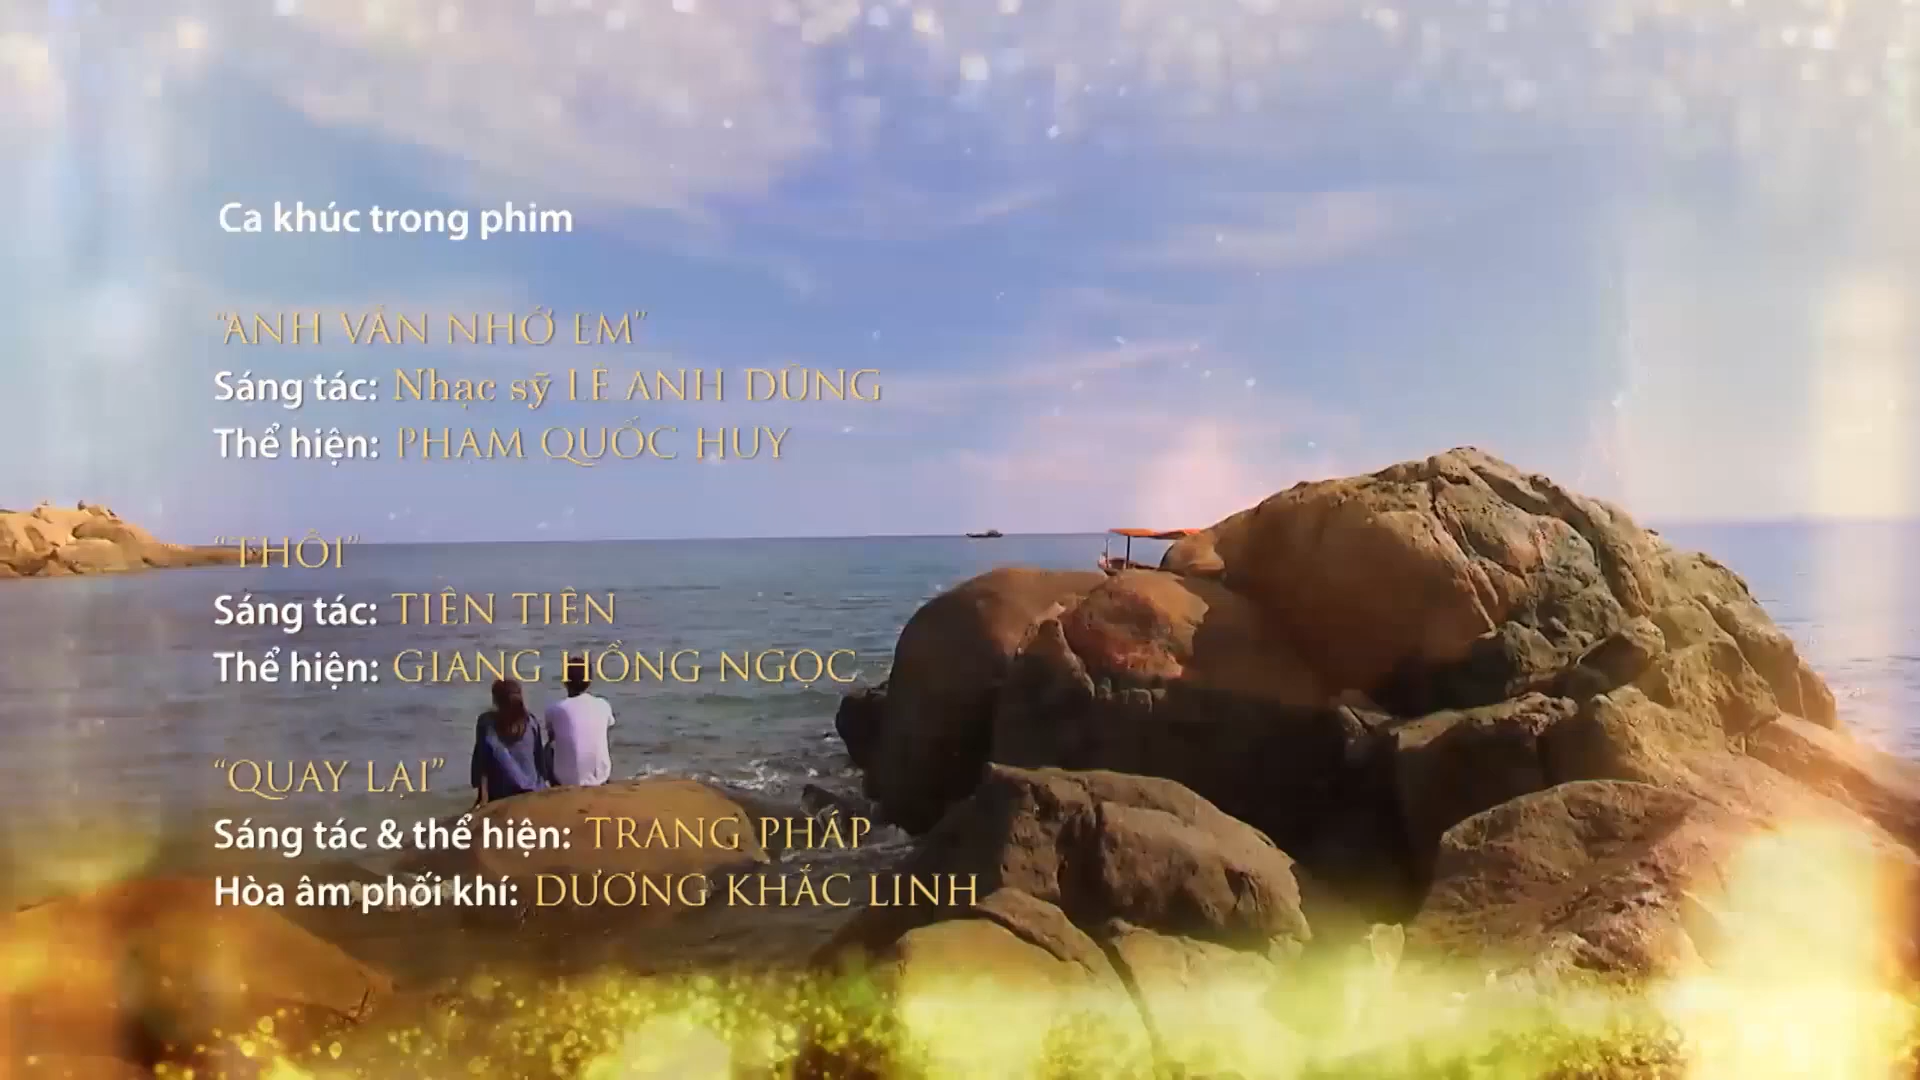 Ca khúc trong phim
“ANH VẪN NHỚ EM”
Sáng tác: Nhạc sỹ LÊ ANH DŨNG
Thể hiện: PHẠM QUỐC HUY
“THÔI”
Sáng tác: TIÊN TIÊN
Thể hiện: GIANG HỒNG NGỌC
“QUAY LẠI”
Sáng tác & thể hiện: TRANG PHÁP
Hòa âm phối khí: DƯƠNG KHẮC LINH